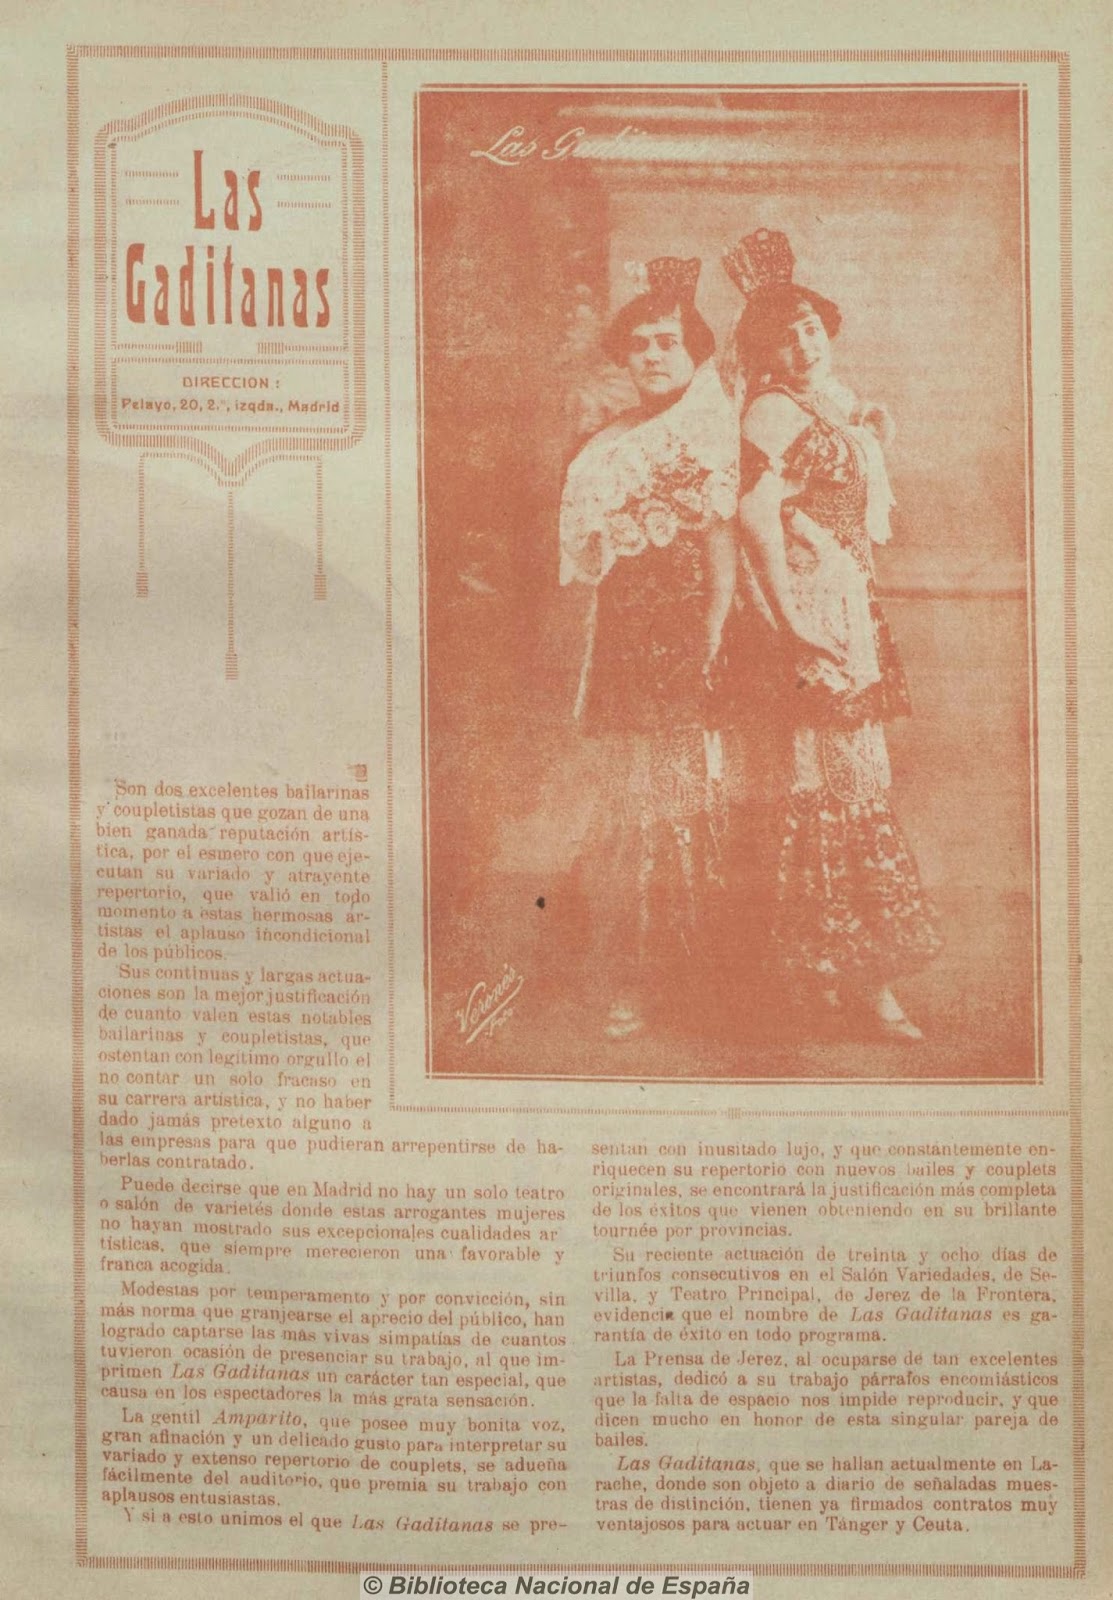 Las
Gaditanas
DIRECCION:
Pelayo, 20, 2.º, izqda., Madrid
Las Gaditanas
Veronés
Foto
Son dos excelentes bailarinas
y coupletistas que gozan de una
bien ganada reputación artís-
tica, por el esmero con que eje-
cutan su variado y atrayente
repertorio, que valió en todo
momento a estas hermosas ar-
tistas el aplauso incondicional
de los públicos.
Sus continuas y largas actua-
ciones son la mejor justificación
de cuanto valen estas notables
bailarinas y coupletistas, que
ostentan con legítimo orgullo el
no contar un solo fracaso en
su carrera artística, y no haber
dado jamás pretexto alguno a
las empresas para que pudieran arrepentirse de ha-
berlas contratado.
Puede decirse que en Madrid no hay un solo teatro
o salón de varietés donde estas arrogantes mujeres
no hayan mostrado sus excepcionales cualidades ar
tísticas, que siempre merecieron una favorable y
franca acogida.
Modestas por temperamento y por convicción, sin
más norma que granjearse el aprecio del público, han
logrado captarse las más vivas simpatías de cuantos
tuvieron ocasión de presenciar su trabajo, al que im-
primen Las Gaditanas un carácter tan especial, que
causa en los espectadores la más grata sensación.
La gentil Amparito, que posee muy bonita voz,
gran afinación y un delicado gusto para interpretar su
variado y extenso repertorio de couplets, se adueña
fácilmente del auditorio, que premia su trabajo con
aplausos entusiastas.
Y si a esto unimos el que Las Gaditanas se pre-
sentan con inusitado lujo, y que constántemente en-
riquecen su repertorio con nuevos bailes y couplets
originales, se encontrará la justificación más completa
de los éxitos que vienen obteniendo en su brillante
tournée por provincias.
Su reciente actuación de treinta y ocho días de
triunfos consecutivos en el Salón Variedades, de Se-
villa, y Teatro Principal, de Jerez de la Frontera,
evidencia que el nombre de Las Gaditanas es ga-
rantía de éxito en todo programa.
La Prensa de Jerez, al ocuparse de tan excelentes
artistas, dedicó a su trabajo párrafos encomiásticos
que la falta de espacio nos impide reproducir, y que
dicen mucho en honor de esta singular pareja de
bailes.
Las Gaditanas, que se hallan actualmente en La-
rache, donde son objeto a diario de señaladas mues-
tras de distinción, tienen ya firmados contratos muy
ventajosos para actuar en Tánger y Ceuta.
© Biblioteca Nacional de España